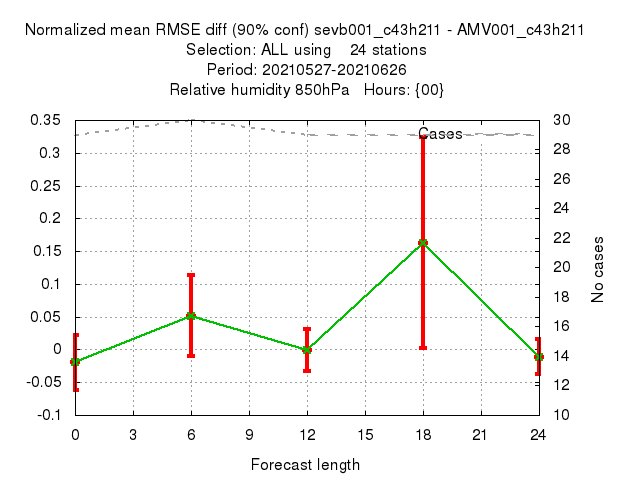 Normalized mean RMSE diff (90% conf) sevb001_c43h211 - AMV001_c43h211
Selection: ALL using 24 stations
Period: 20210527-20210626
Relative humidity 850hPa Hours: {00}
Cases
0.35
0.3
0.25
0.2
0.15
0.1
0.05
0
-0.05
-0.1
30
28
26
24
22
20
18
16
14
12
10
No cases
0 3 6 9 12 15 18 21 24
Forecast length